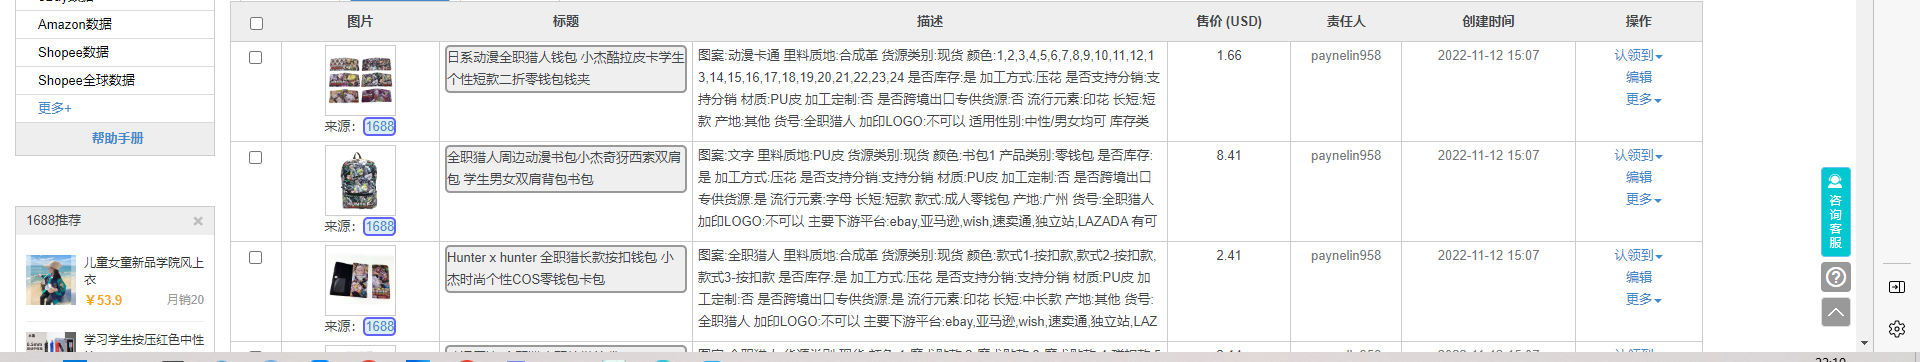 Amazon数据
Shopee数据
Shopee全球数据
更多+
帮助手册
1688推荐
儿童女童新品学院风上衣
¥53.9 月销20
学习学生按压红色中性
图片 标题 描述 售价 (USD) 责任人 创建时间 操作
日系动漫全职猎人钱包 小杰酷拉皮卡学生
个性短款二折零钱包钱夹
来源：1688
图案:动漫卡通 里料质地:合成革 货源类别:现货 颜色:1,2,3,4,5,6,7,8,9,10,11,12,1
3,14,15,16,17,18,19,20,21,22,23,24 是否库存:是 加工方式:压花 是否支持分销:支
持分销 材质:PU皮 加工定制:否 是否跨境出口专供货源:否 流行元素:印花 长短:短
款 产地:其他 货号:全职猎人 加印LOGO:不可以 适用性别:中性/男女均可 库存类
1.66
paynelin958
2022-11-12 15:07
认领到
编辑
更多
全职猎人周边动漫书包小杰奇犽西索双肩
包 学生男女双肩背包书包
来源：1688
图案:文字 里料质地:PU皮 货源类别:现货 颜色:书包1 产品类别:零钱包 是否库存:
是 加工方式:压花 是否支持分销:支持分销 材质:PU皮 加工定制:否 是否跨境出口
专供货源:是 流行元素:字母 长短:短款 款式:成人零钱包 产地:广州 货号:全职猎人
加印LOGO:不可以 主要下游平台:ebay,亚马逊,wish,速卖通,独立站,LAZADA 有可
8.41
paynelin958
2022-11-12 15:07
认领到
编辑
更多
Hunter x hunter 全职猎长款按扣钱包 小
杰时尚个性COS零钱包卡包
来源：1688
图案:全职猎人 里料质地:合成革 货源类别:现货 颜色:款式1-按扣款,款式2-按扣款,
款式3-按扣款 是否库存:是 加工方式:压花 是否支持分销:支持分销 材质:PU皮 加
工定制:否 是否跨境出口专供货源:是 流行元素:印花 长短:中长款 产地:其他 货号:
全职猎人 加印LOGO:不可以 主要下游平台:ebay,亚马逊,wish,速卖通,独立站,LAZ
2.41
paynelin958
2022-11-12 15:07
认领到
编辑
更多
咨询客服